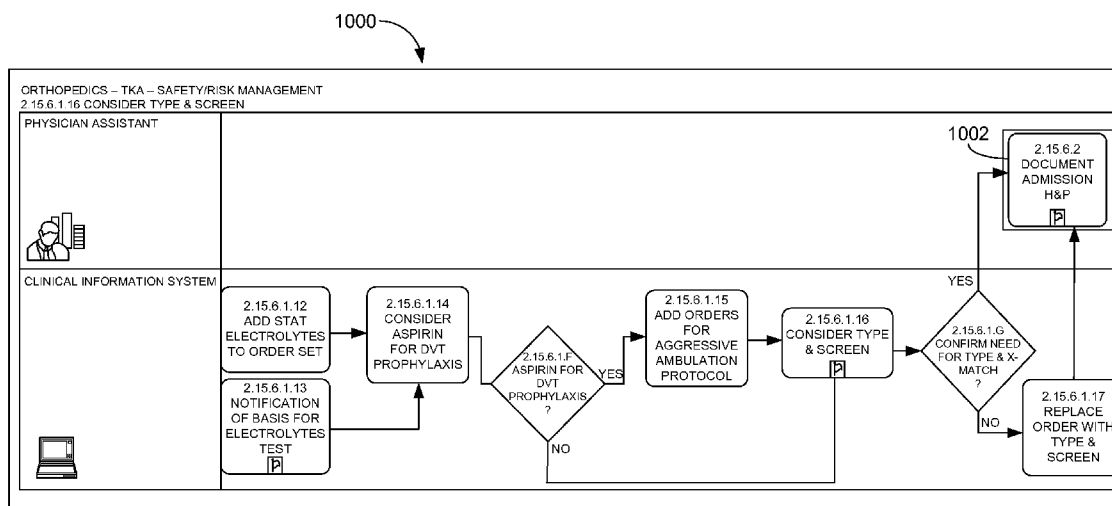 1000
ORTHOPEDICS – TKA – SAFETY/RISK MANAGEMENT
2.15.6.1.16 CONSIDER TYPE & SCREEN
PHYSICIAN ASSISTANT
1002
2.15.6.2
DOCUMENT
ADMISSION
H&P
CLINICAL INFORMATION SYSTEM
2.15.6.1.12
ADD STAT
ELECTROLYTES
TO ORDER SET
2.15.6.1.13
NOTIFICATION
OF BASIS FOR
ELECTROLYTES
TEST
2.15.6.1.14
CONSIDER
ASPIRIN
FOR DVT
PROPHYLAXIS
2.15.6.1.F
ASPIRIN FOR
DVT
PROPHYLAXIS
?
YES
NO
2.15.6.1.15
ADD ORDERS
FOR
AGGRESSIVE
AMBULATION
PROTOCOL
2.15.6.1.16
CONSIDER TYPE
& SCREEN
YES
2.15.6.1.G
CONFIRM NEED
FOR TYPE & X-
MATCH
?
NO
2.15.6.1.17
REPLACE
ORDER WITH
TYPE &
SCREEN